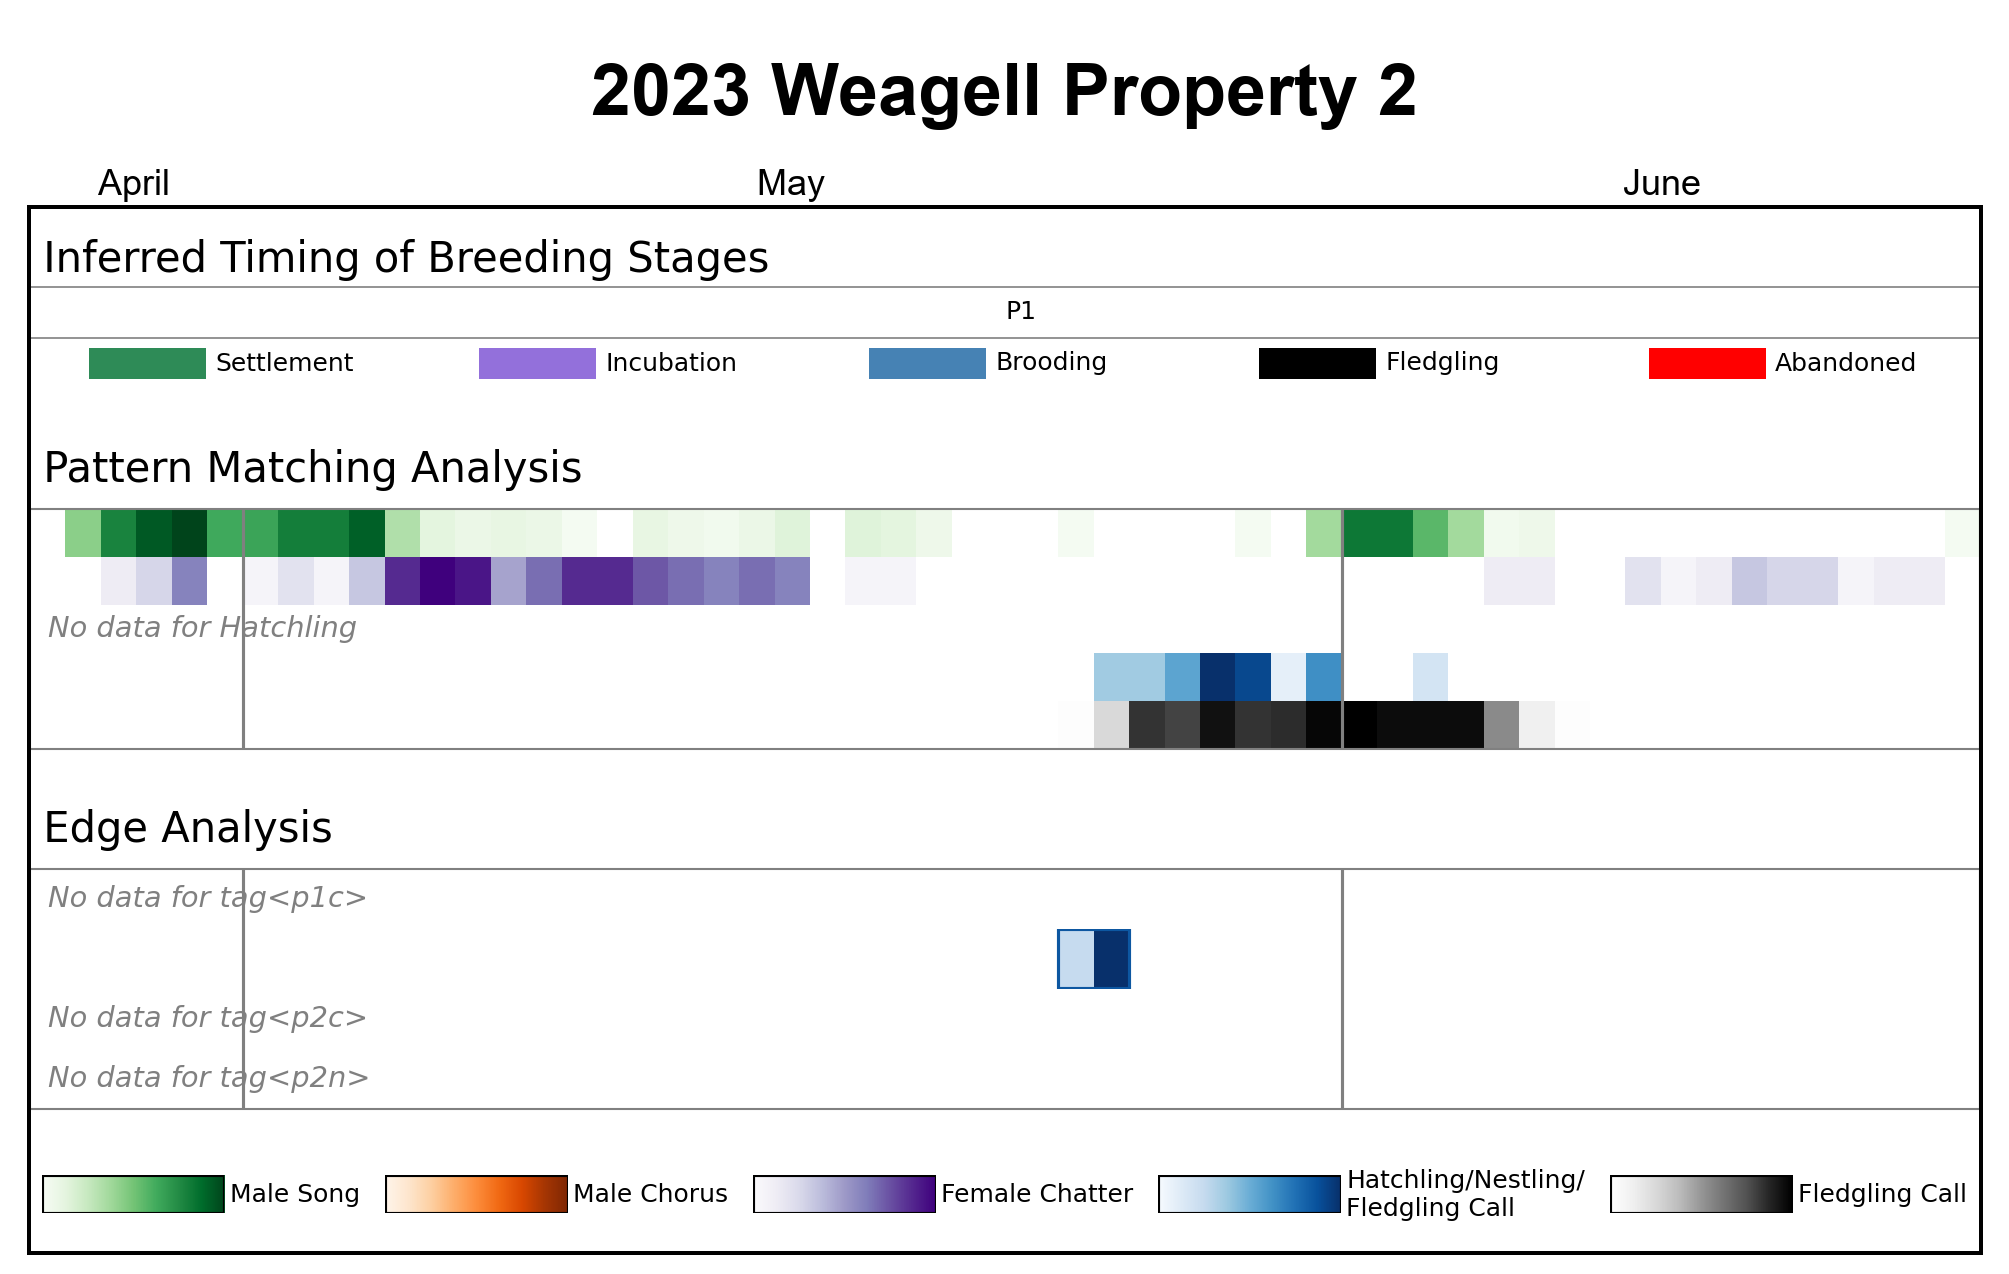 2023 Weagell Property 2
April May June
Inferred Timing of Breeding Stages
P1
Settlement Incubation Brooding Fledgling Abandoned
Pattern Matching Analysis
No data for Hatchling
Edge Analysis
No data for tag<p1c>
No data for tag<p2c>
No data for tag<p2n>
Male Song Male Chorus Female Chatter Hatchling/Nestling/
Fledgling Call Fledgling Call